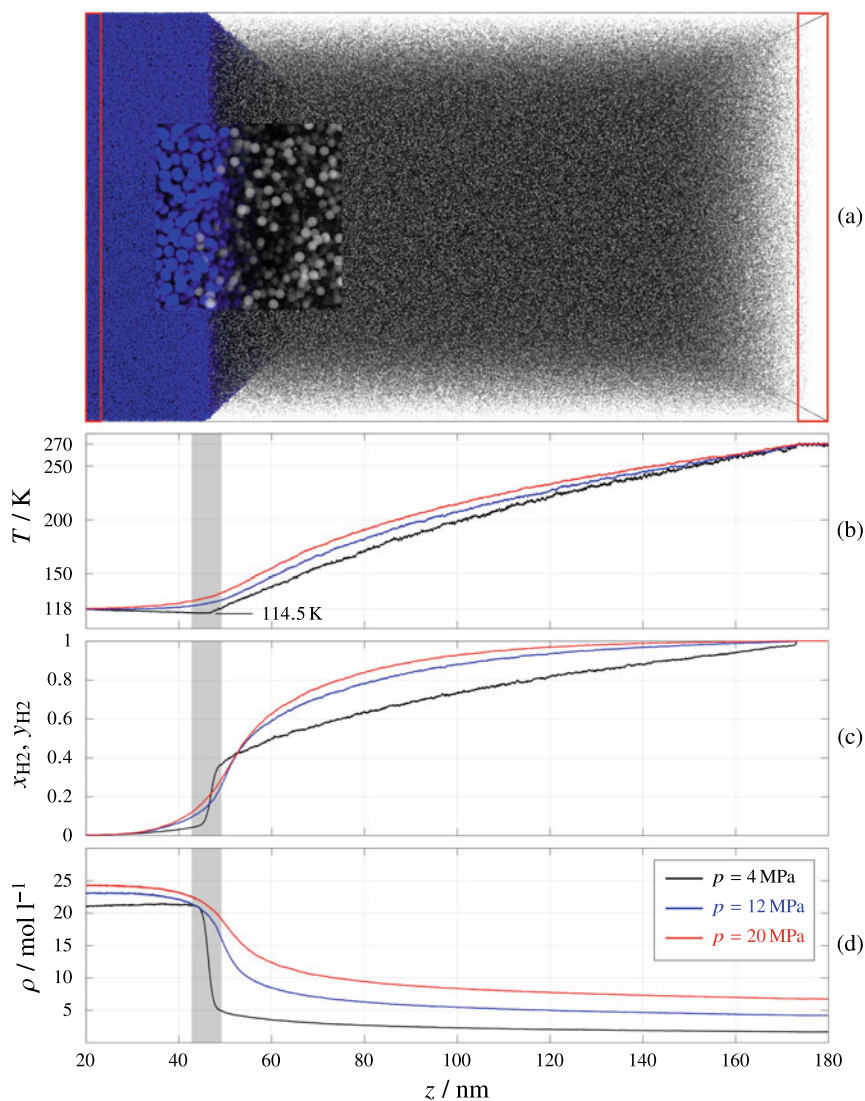 (a)
270
250
200
150
118
T / K
114.5 K
(b)
1
0.8
0.6
0.4
0.2
0
x_H2, y_H2
(c)
25
20
15
10
5
ρ / mol l⁻¹
p = 4 MPa
p = 12 MPa
p = 20 MPa
(d)
20 40 60 80 100 120 140 160 180
z / nm